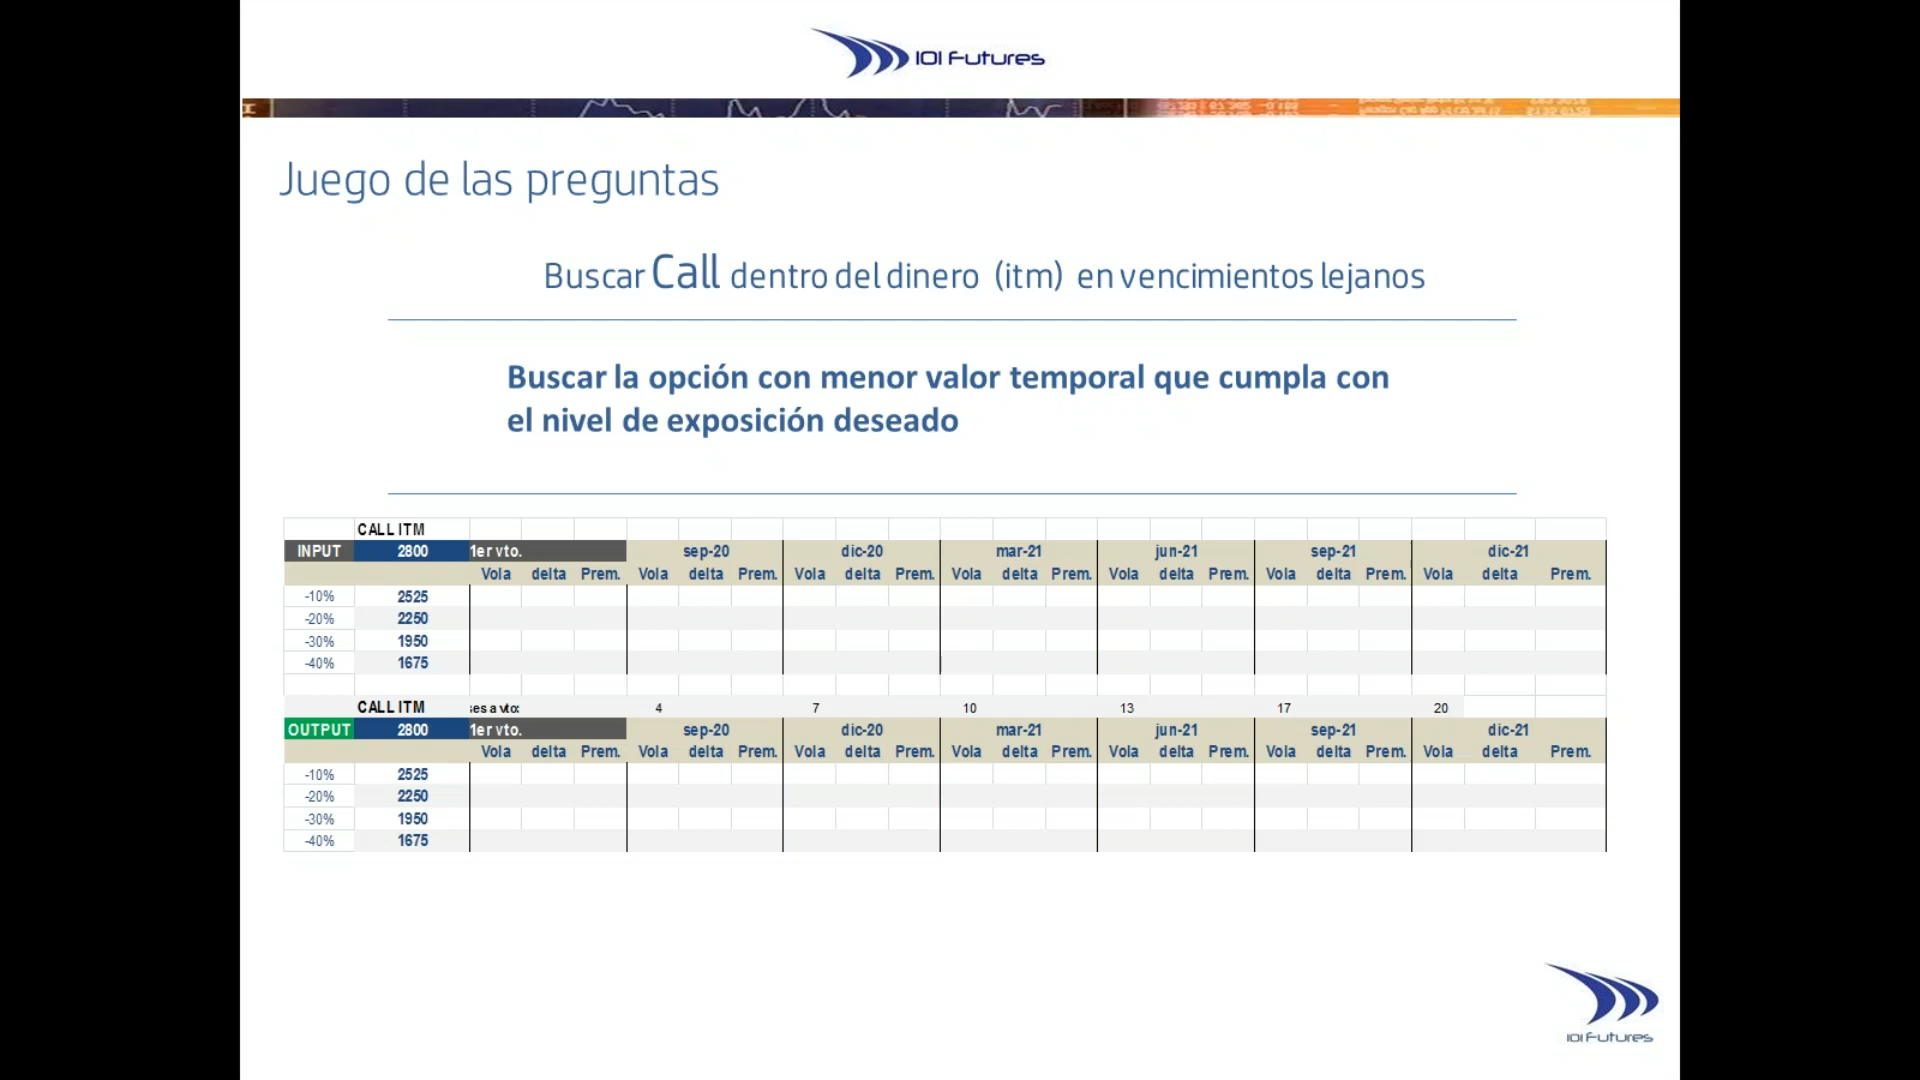 IOI Futures
Juego de las preguntas
Buscar Call dentro del dinero (itm) en vencimientos lejanos
Buscar la opción con menor valor temporal que cumpla con
el nivel de exposición deseado
CALL ITM
INPUT 2800 1er vto. sep-20 dic-20 mar-21 jun-21 sep-21 dic-21
Vola delta Prem. Vola delta Prem. Vola delta Prem. Vola delta Prem. Vola delta Prem. Vola delta Prem. Vola delta Prem.
-10% 2525
-20% 2250
-30% 1950
-40% 1675
CALL ITM ses a vto: 4 7 10 13 17 20
OUTPUT 2800 1er vto. sep-20 dic-20 mar-21 jun-21 sep-21 dic-21
Vola delta Prem. Vola delta Prem. Vola delta Prem. Vola delta Prem. Vola delta Prem. Vola delta Prem. Vola delta Prem.
-10% 2525
-20% 2250
-30% 1950
-40% 1675
IOI Futures